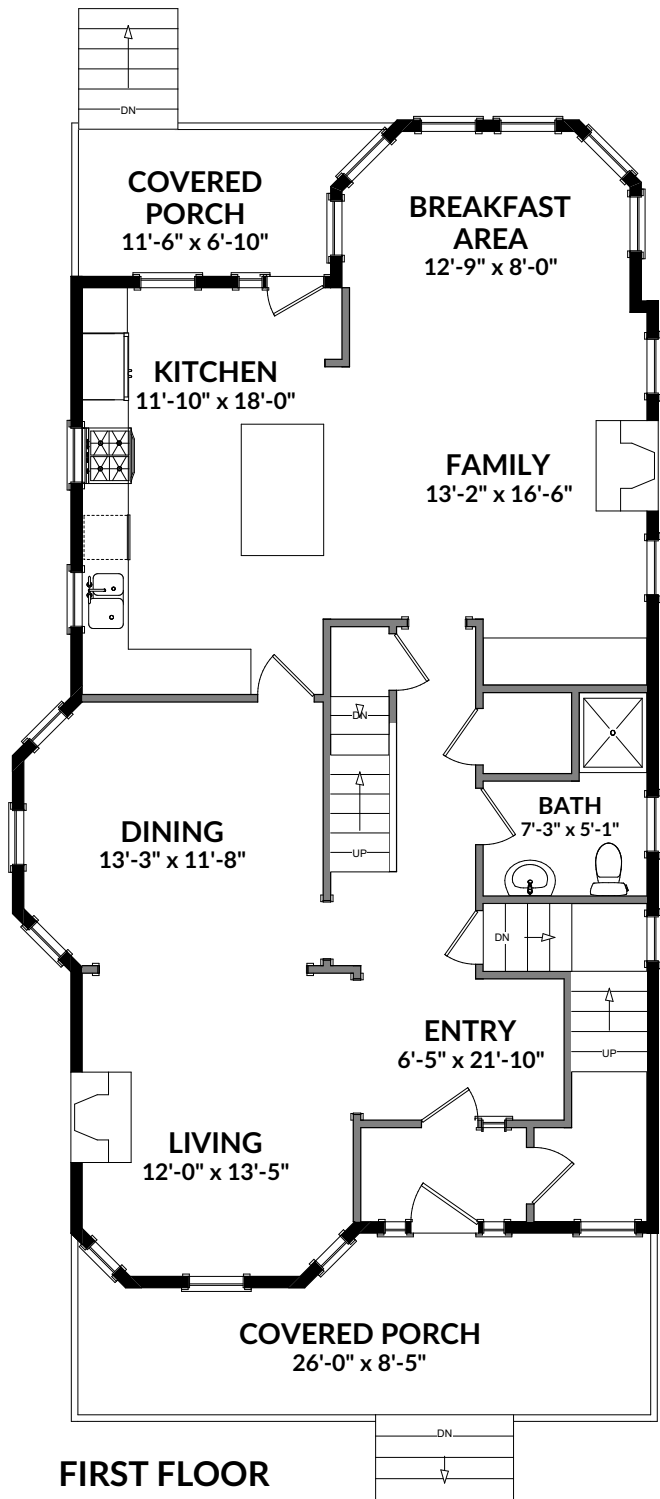 DN
COVERED
PORCH
11'-6" x 6'-10"
BREAKFAST
AREA
12'-9" x 8'-0"
KITCHEN
11'-10" x 18'-0"
FAMILY
13'-2" x 16'-6"
DN
UP
DINING
13'-3" x 11'-8"
BATH
7'-3" x 5'-1"
DN
UP
ENTRY
6'-5" x 21'-10"
LIVING
12'-0" x 13'-5"
COVERED PORCH
26'-0" x 8'-5"
DN
FIRST FLOOR